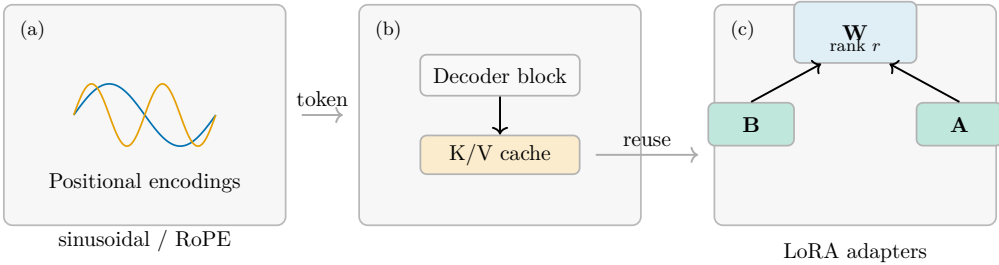 (a)
Positional encodings
sinusoidal / RoPE
token
(b)
Decoder block
K/V cache
reuse
(c)
W
rank r
B
A
LoRA adapters